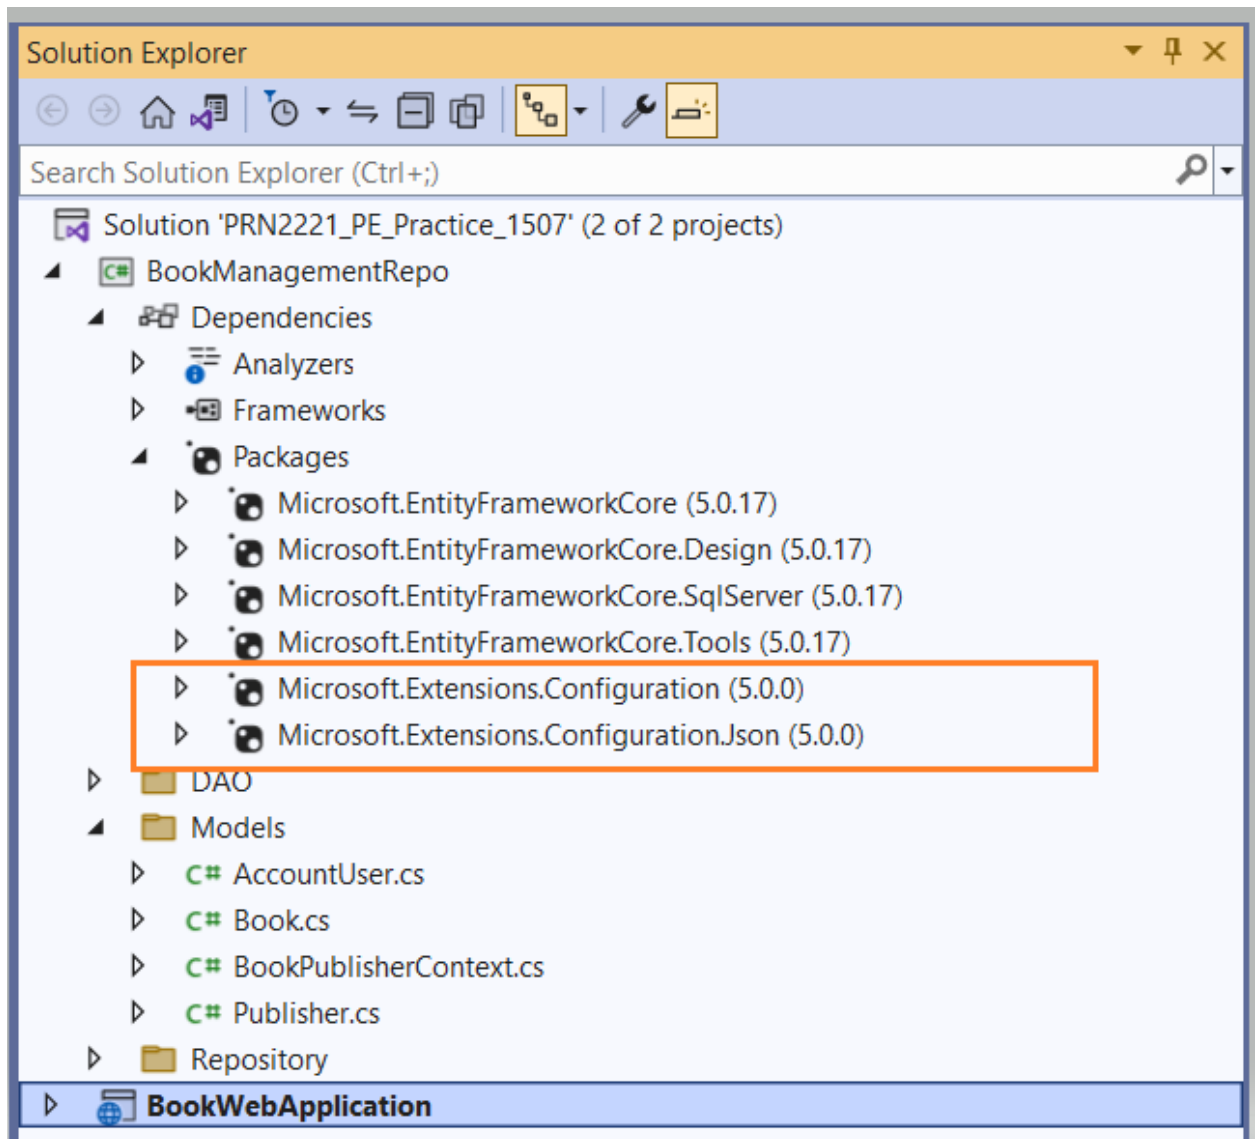 Solution Explorer
Search Solution Explorer (Ctrl+;)
Solution 'PRN2221_PE_Practice_1507' (2 of 2 projects)
C# BookManagementRepo
Dependencies
Analyzers
Frameworks
Packages
Microsoft.EntityFrameworkCore (5.0.17)
Microsoft.EntityFrameworkCore.Design (5.0.17)
Microsoft.EntityFrameworkCore.SqlServer (5.0.17)
Microsoft.EntityFrameworkCore.Tools (5.0.17)
Microsoft.Extensions.Configuration (5.0.0)
Microsoft.Extensions.Configuration.Json (5.0.0)
DAO
Models
C# AccountUser.cs
C# Book.cs
C# BookPublisherContext.cs
C# Publisher.cs
Repository
BookWebApplication